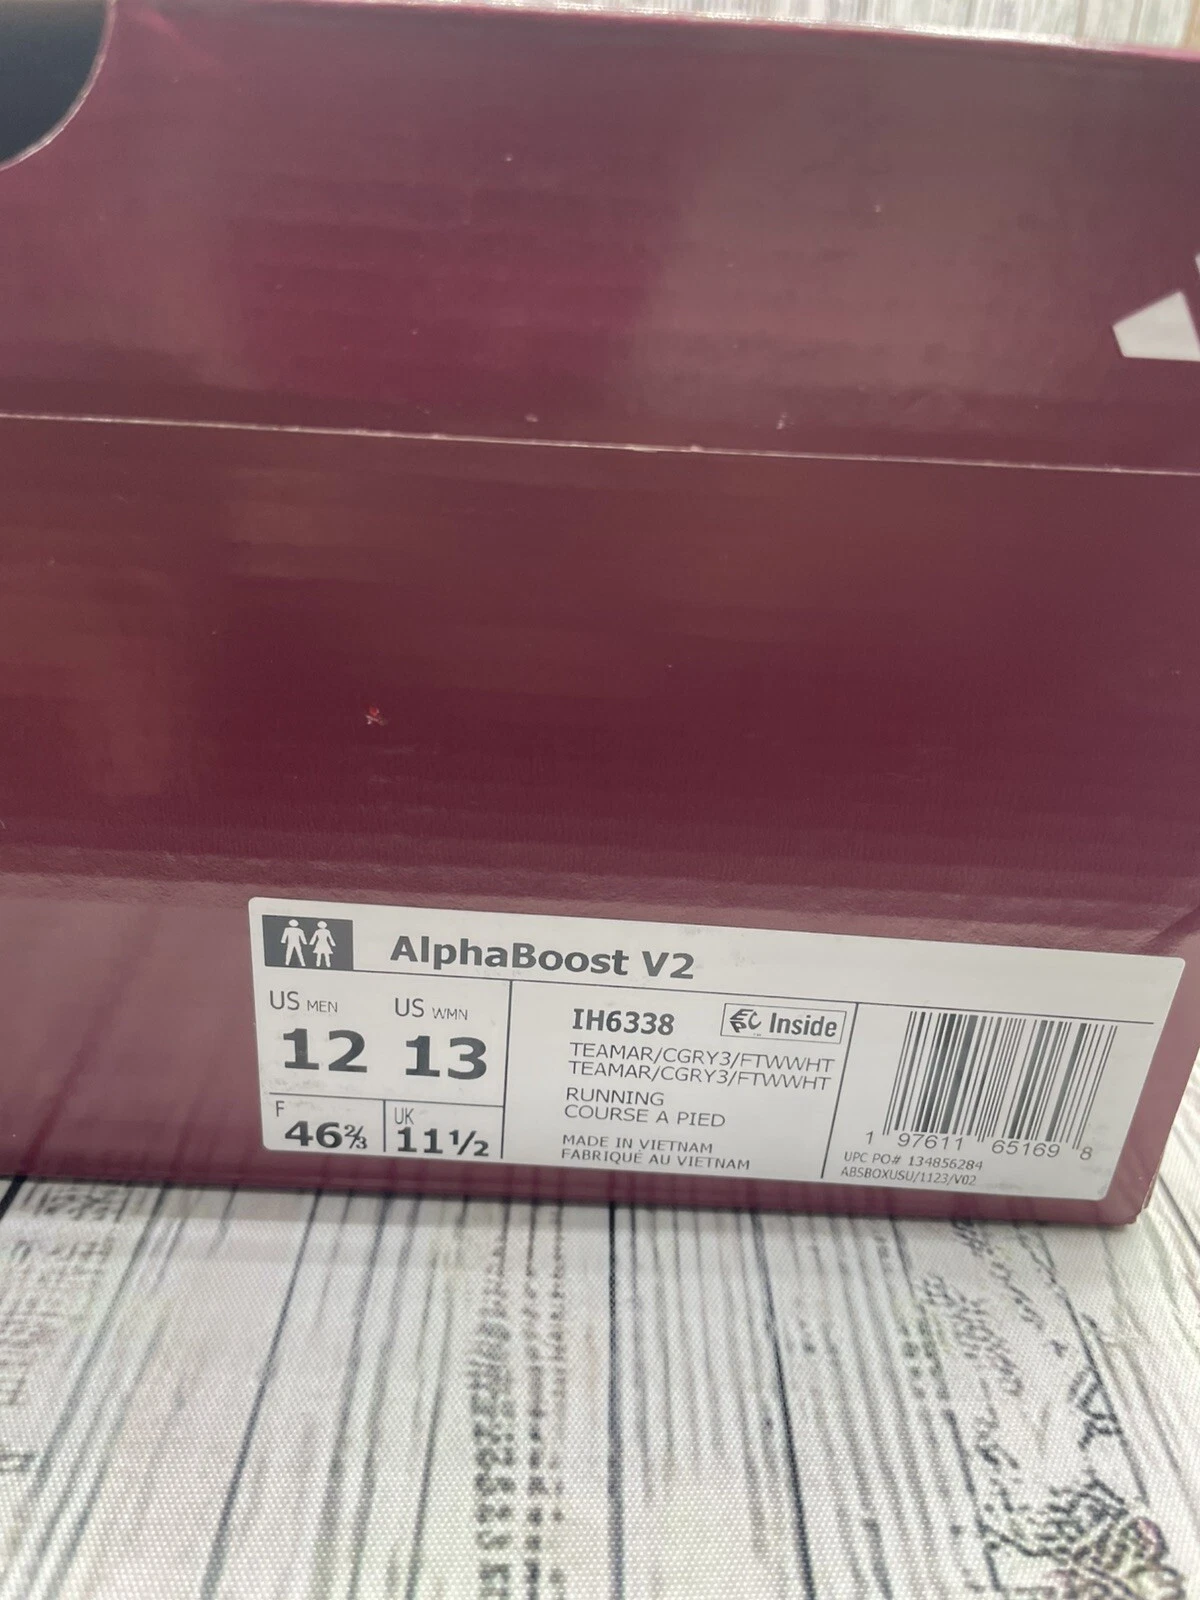 AlphaBoost V2
US MEN
12
US WMN
13
F
46⅔
UK
11½
IH6338
Inside
TEAMAR/CGRY3/FTWWHT
TEAMAR/CGRY3/FTWWHT
RUNNING
COURSE A PIED
MADE IN VIETNAM
FABRIQUÉ AU VIETNAM
1 97611 65169 8
UPC PO# 134856284
ABSBOXUSU/1123/V02